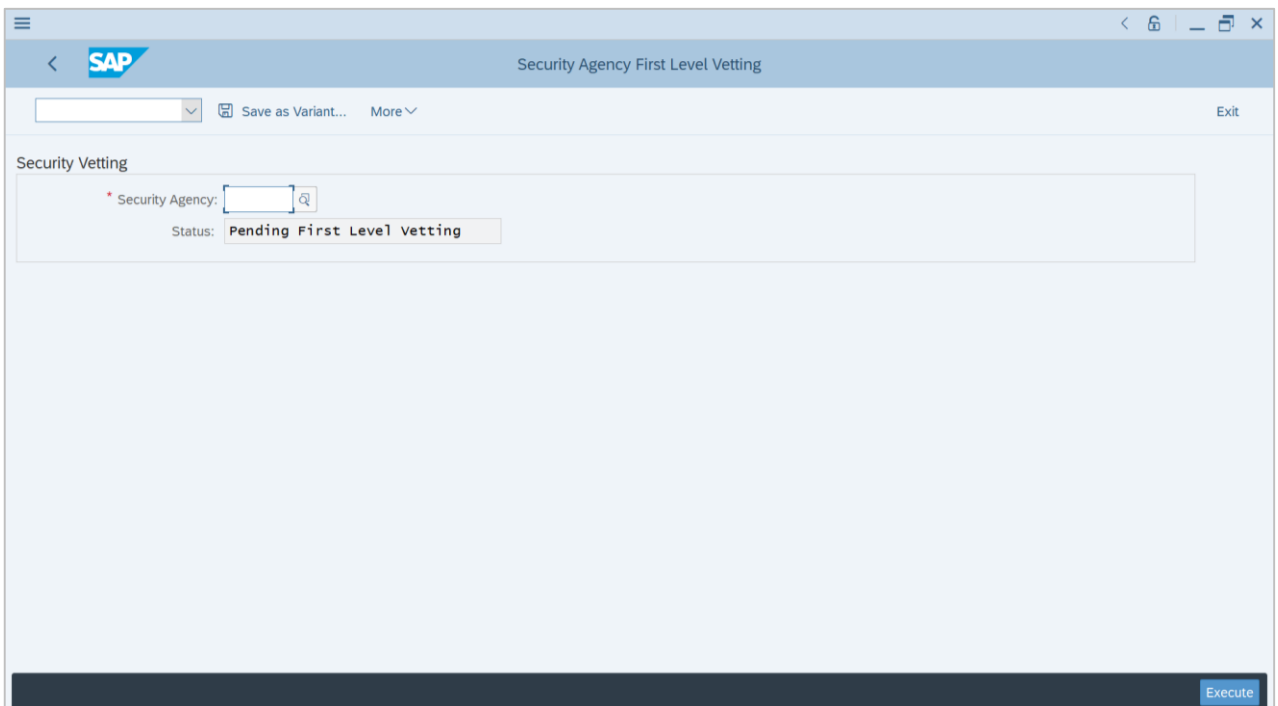 SAP
Security Agency First Level Vetting
Save as Variant... More Exit
Security Vetting
* Security Agency:
Status: Pending First Level Vetting
Execute